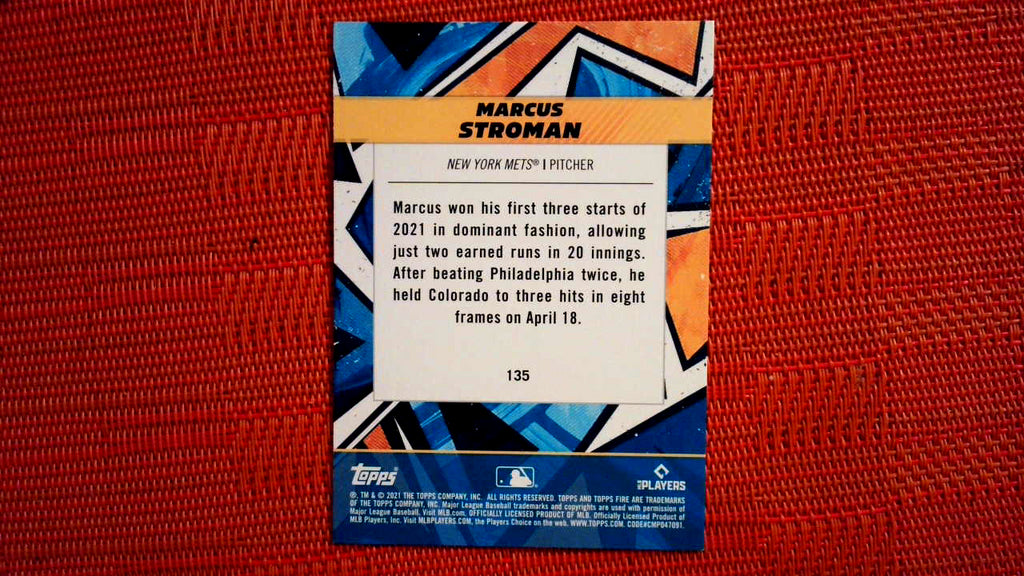 MARCUS
STROMAN
NEW YORK METS® | PITCHER
Marcus won his first three starts of
2021 in dominant fashion, allowing
just two earned runs in 20 innings.
After beating Philadelphia twice, he
held Colorado to three hits in eight
frames on April 18.
135
Topps®
MLB PLAYERS
®, TM & © 2021 THE TOPPS COMPANY, INC. ALL RIGHTS RESERVED. TOPPS AND TOPPS FIRE ARE TRADEMARKS
OF THE TOPPS COMPANY, INC. Major League Baseball trademarks and copyrights are used with permission of
Major League Baseball. Visit MLB.com. OFFICIALLY LICENSED PRODUCT OF MLB. Officially Licensed Product of
MLB Players, Inc. Visit MLBPLAYERS.COM, the Players Choice on the web. WWW.TOPPS.COM. CODE#CMP047091.